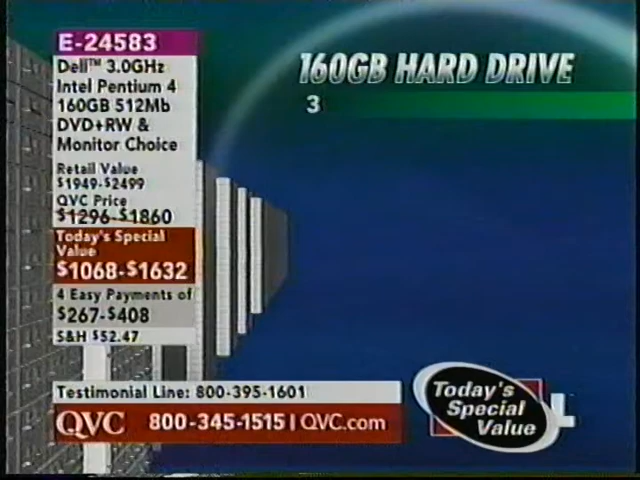 E-24583
Dell™ 3.0GHz
Intel Pentium 4
160GB 512Mb
DVD+RW &
Monitor Choice
Retail Value
$1949-$2499
QVC Price
$1296-$1860
Today's Special
Value
$1068-$1632
4 Easy Payments of
$267-$408
S&H $52.47
160GB HARD DRIVE
3
Testimonial Line: 800-395-1601
QVC 800-345-1515 | QVC.com
Today's
Special
Value